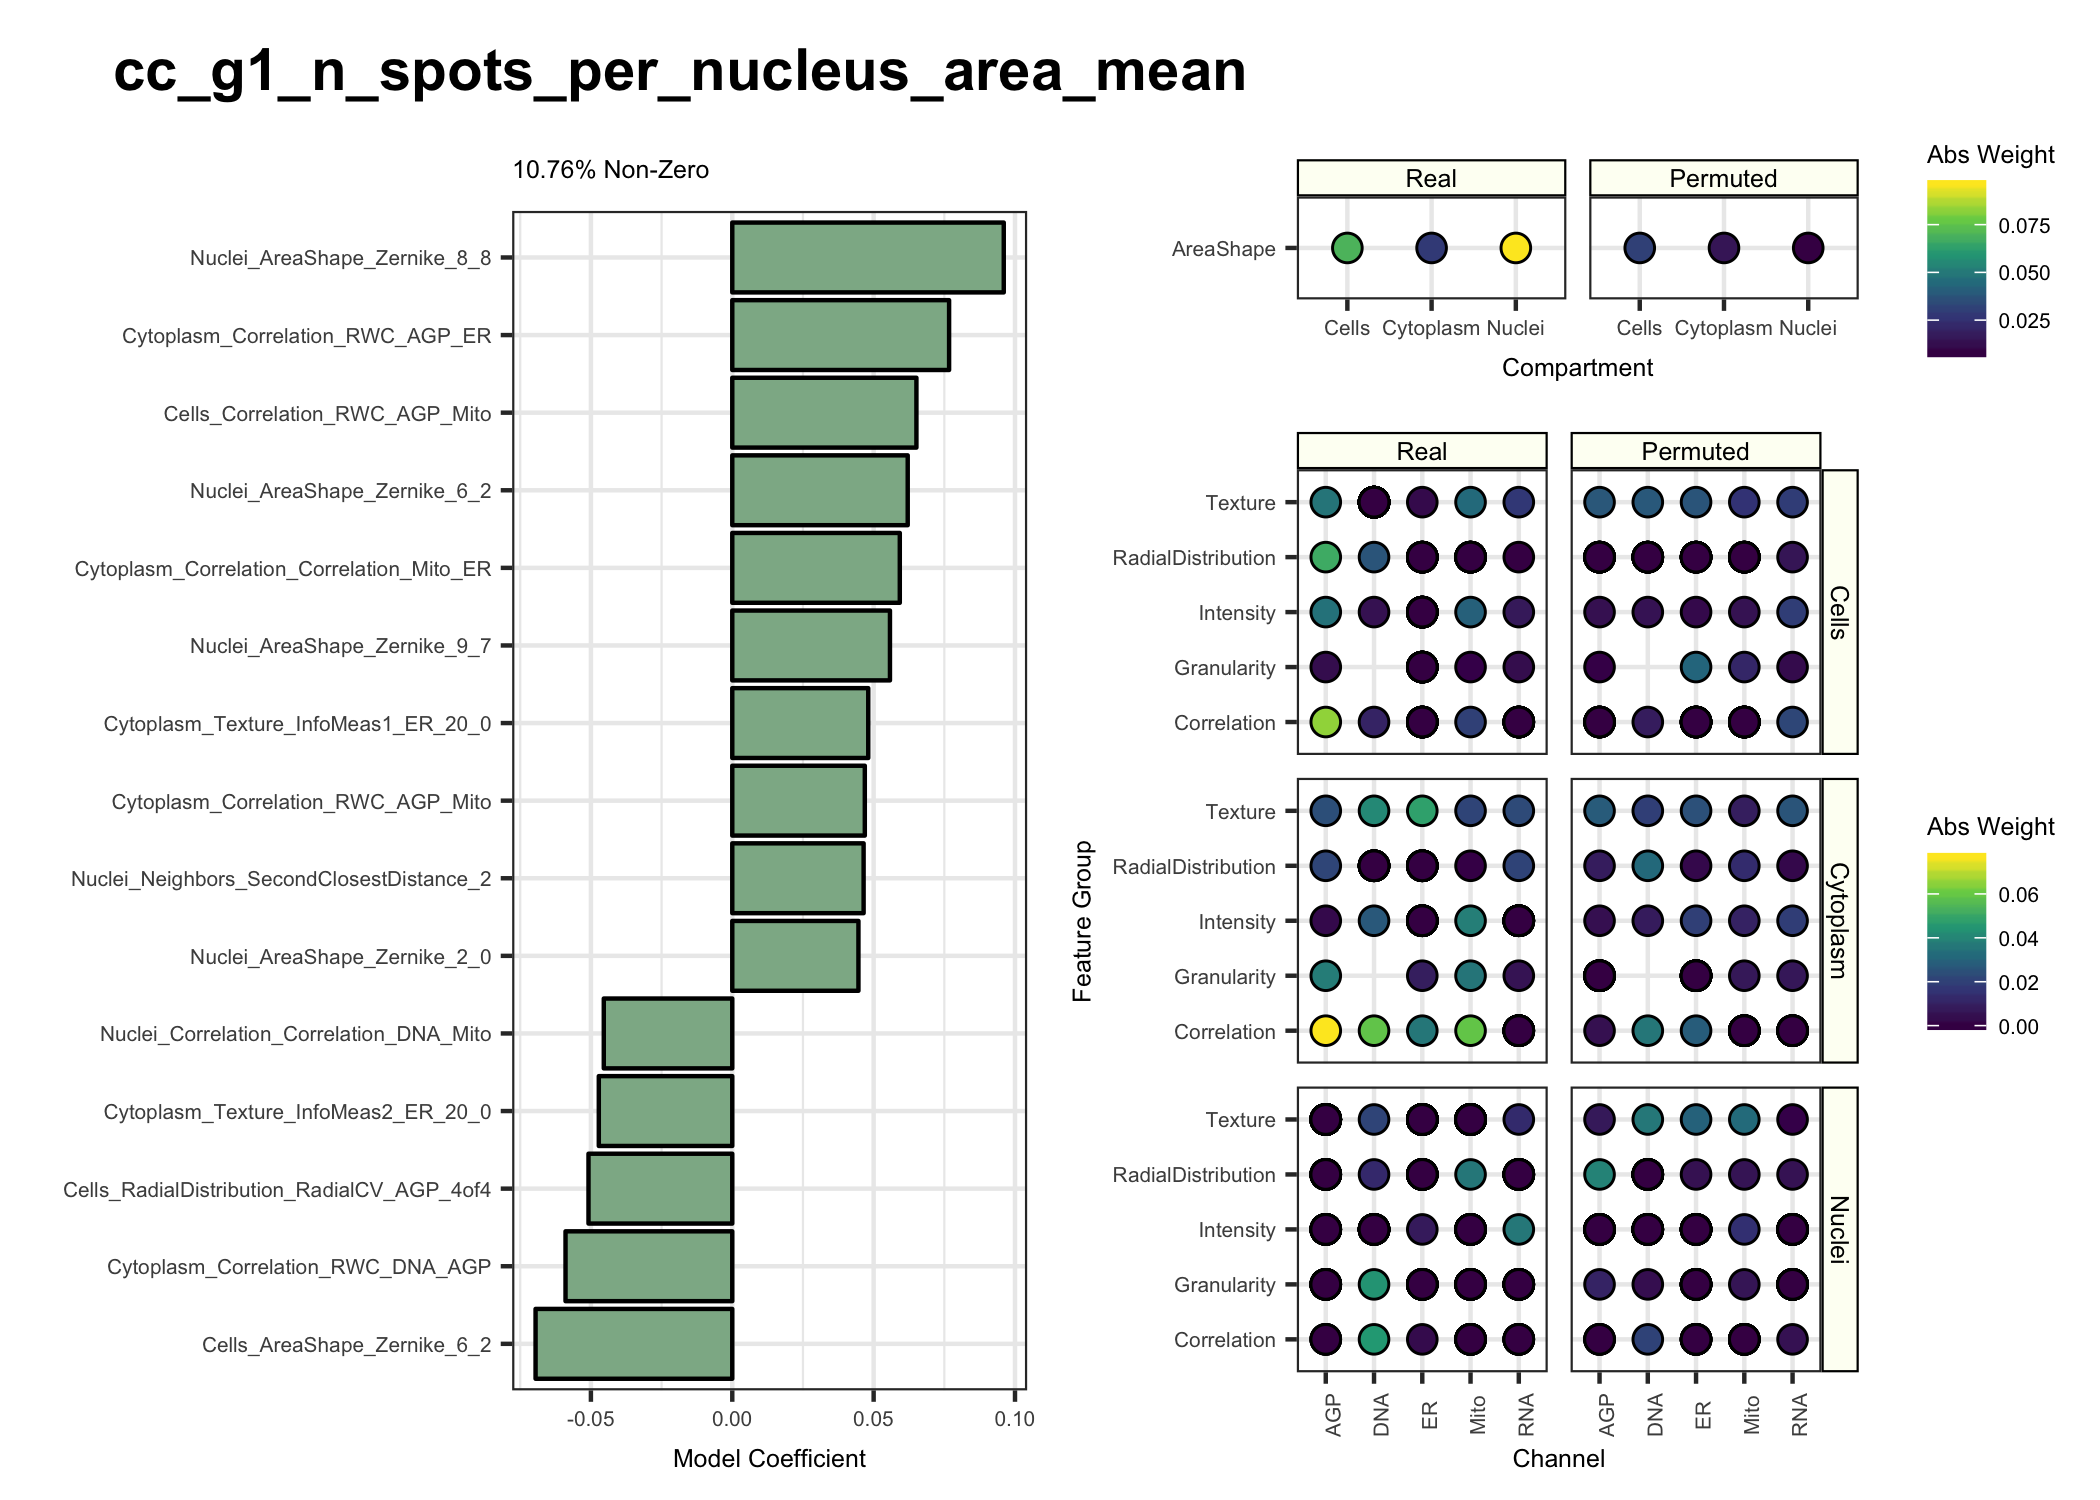 cc_g1_n_spots_per_nucleus_area_mean
10.76% Non-Zero
Nuclei_AreaShape_Zernike_8_8
Cytoplasm_Correlation_RWC_AGP_ER
Cells_Correlation_RWC_AGP_Mito
Nuclei_AreaShape_Zernike_6_2
Cytoplasm_Correlation_Correlation_Mito_ER
Nuclei_AreaShape_Zernike_9_7
Cytoplasm_Texture_InfoMeas1_ER_20_0
Cytoplasm_Correlation_RWC_AGP_Mito
Nuclei_Neighbors_SecondClosestDistance_2
Nuclei_AreaShape_Zernike_2_0
Nuclei_Correlation_Correlation_DNA_Mito
Cytoplasm_Texture_InfoMeas2_ER_20_0
Cells_RadialDistribution_RadialCV_AGP_4of4
Cytoplasm_Correlation_RWC_DNA_AGP
Cells_AreaShape_Zernike_6_2
-0.05 0.00 0.05 0.10
Model Coefficient
Real Permuted
AreaShape
Cells Cytoplasm Nuclei Cells Cytoplasm Nuclei
Compartment
Abs Weight
0.075
0.050
0.025
Feature Group
Real Permuted
Texture
RadialDistribution
Intensity
Granularity
Correlation
Cells
Texture
RadialDistribution
Intensity
Granularity
Correlation
Cytoplasm
Texture
RadialDistribution
Intensity
Granularity
Correlation
Nuclei
AGP DNA ER Mito RNA AGP DNA ER Mito RNA
Channel
Abs Weight
0.06
0.04
0.02
0.00